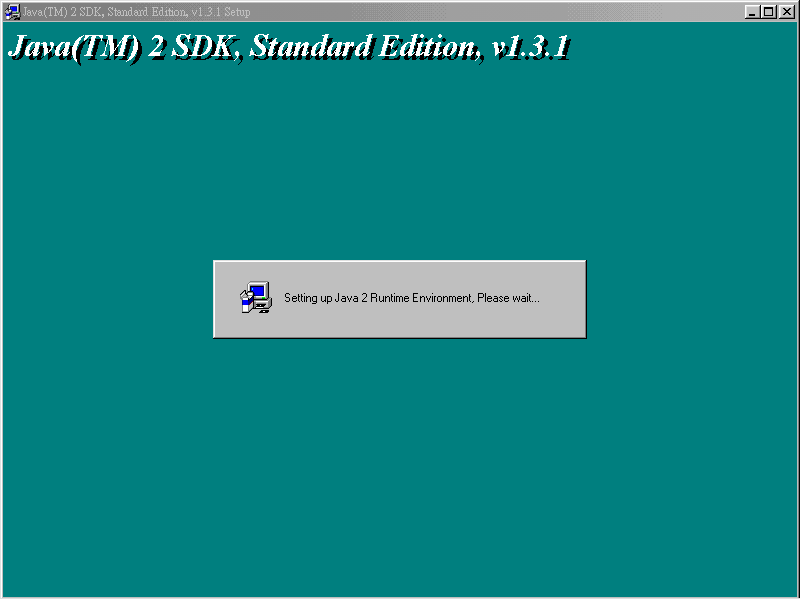 Java(TM) 2 SDK, Standard Edition, v1.3.1 Setup
Java(TM) 2 SDK, Standard Edition, v1.3.1
Setting up Java 2 Runtime Environment, Please wait...